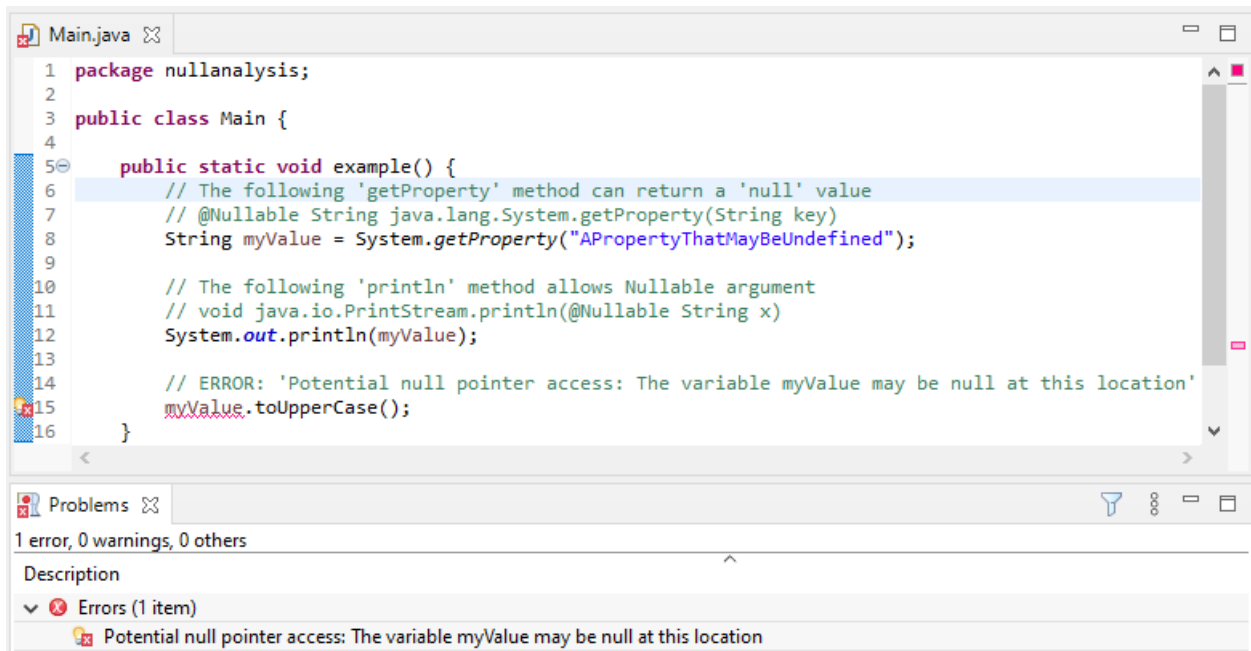 Main.java
1 package nullanalysis;
2
3 public class Main {
4
5 public static void example() {
6 // The following 'getProperty' method can return a 'null' value
7 // @Nullable String java.lang.System.getProperty(String key)
8 String myValue = System.getProperty("APropertyThatMayBeUndefined");
9
10 // The following 'println' method allows Nullable argument
11 // void java.io.PrintStream.println(@Nullable String x)
12 System.out.println(myValue);
13
14 // ERROR: 'Potential null pointer access: The variable myValue may be null at this location'
15 myValue.toUpperCase();
16 }
Problems
1 error, 0 warnings, 0 others
Description
Errors (1 item)
Potential null pointer access: The variable myValue may be null at this location